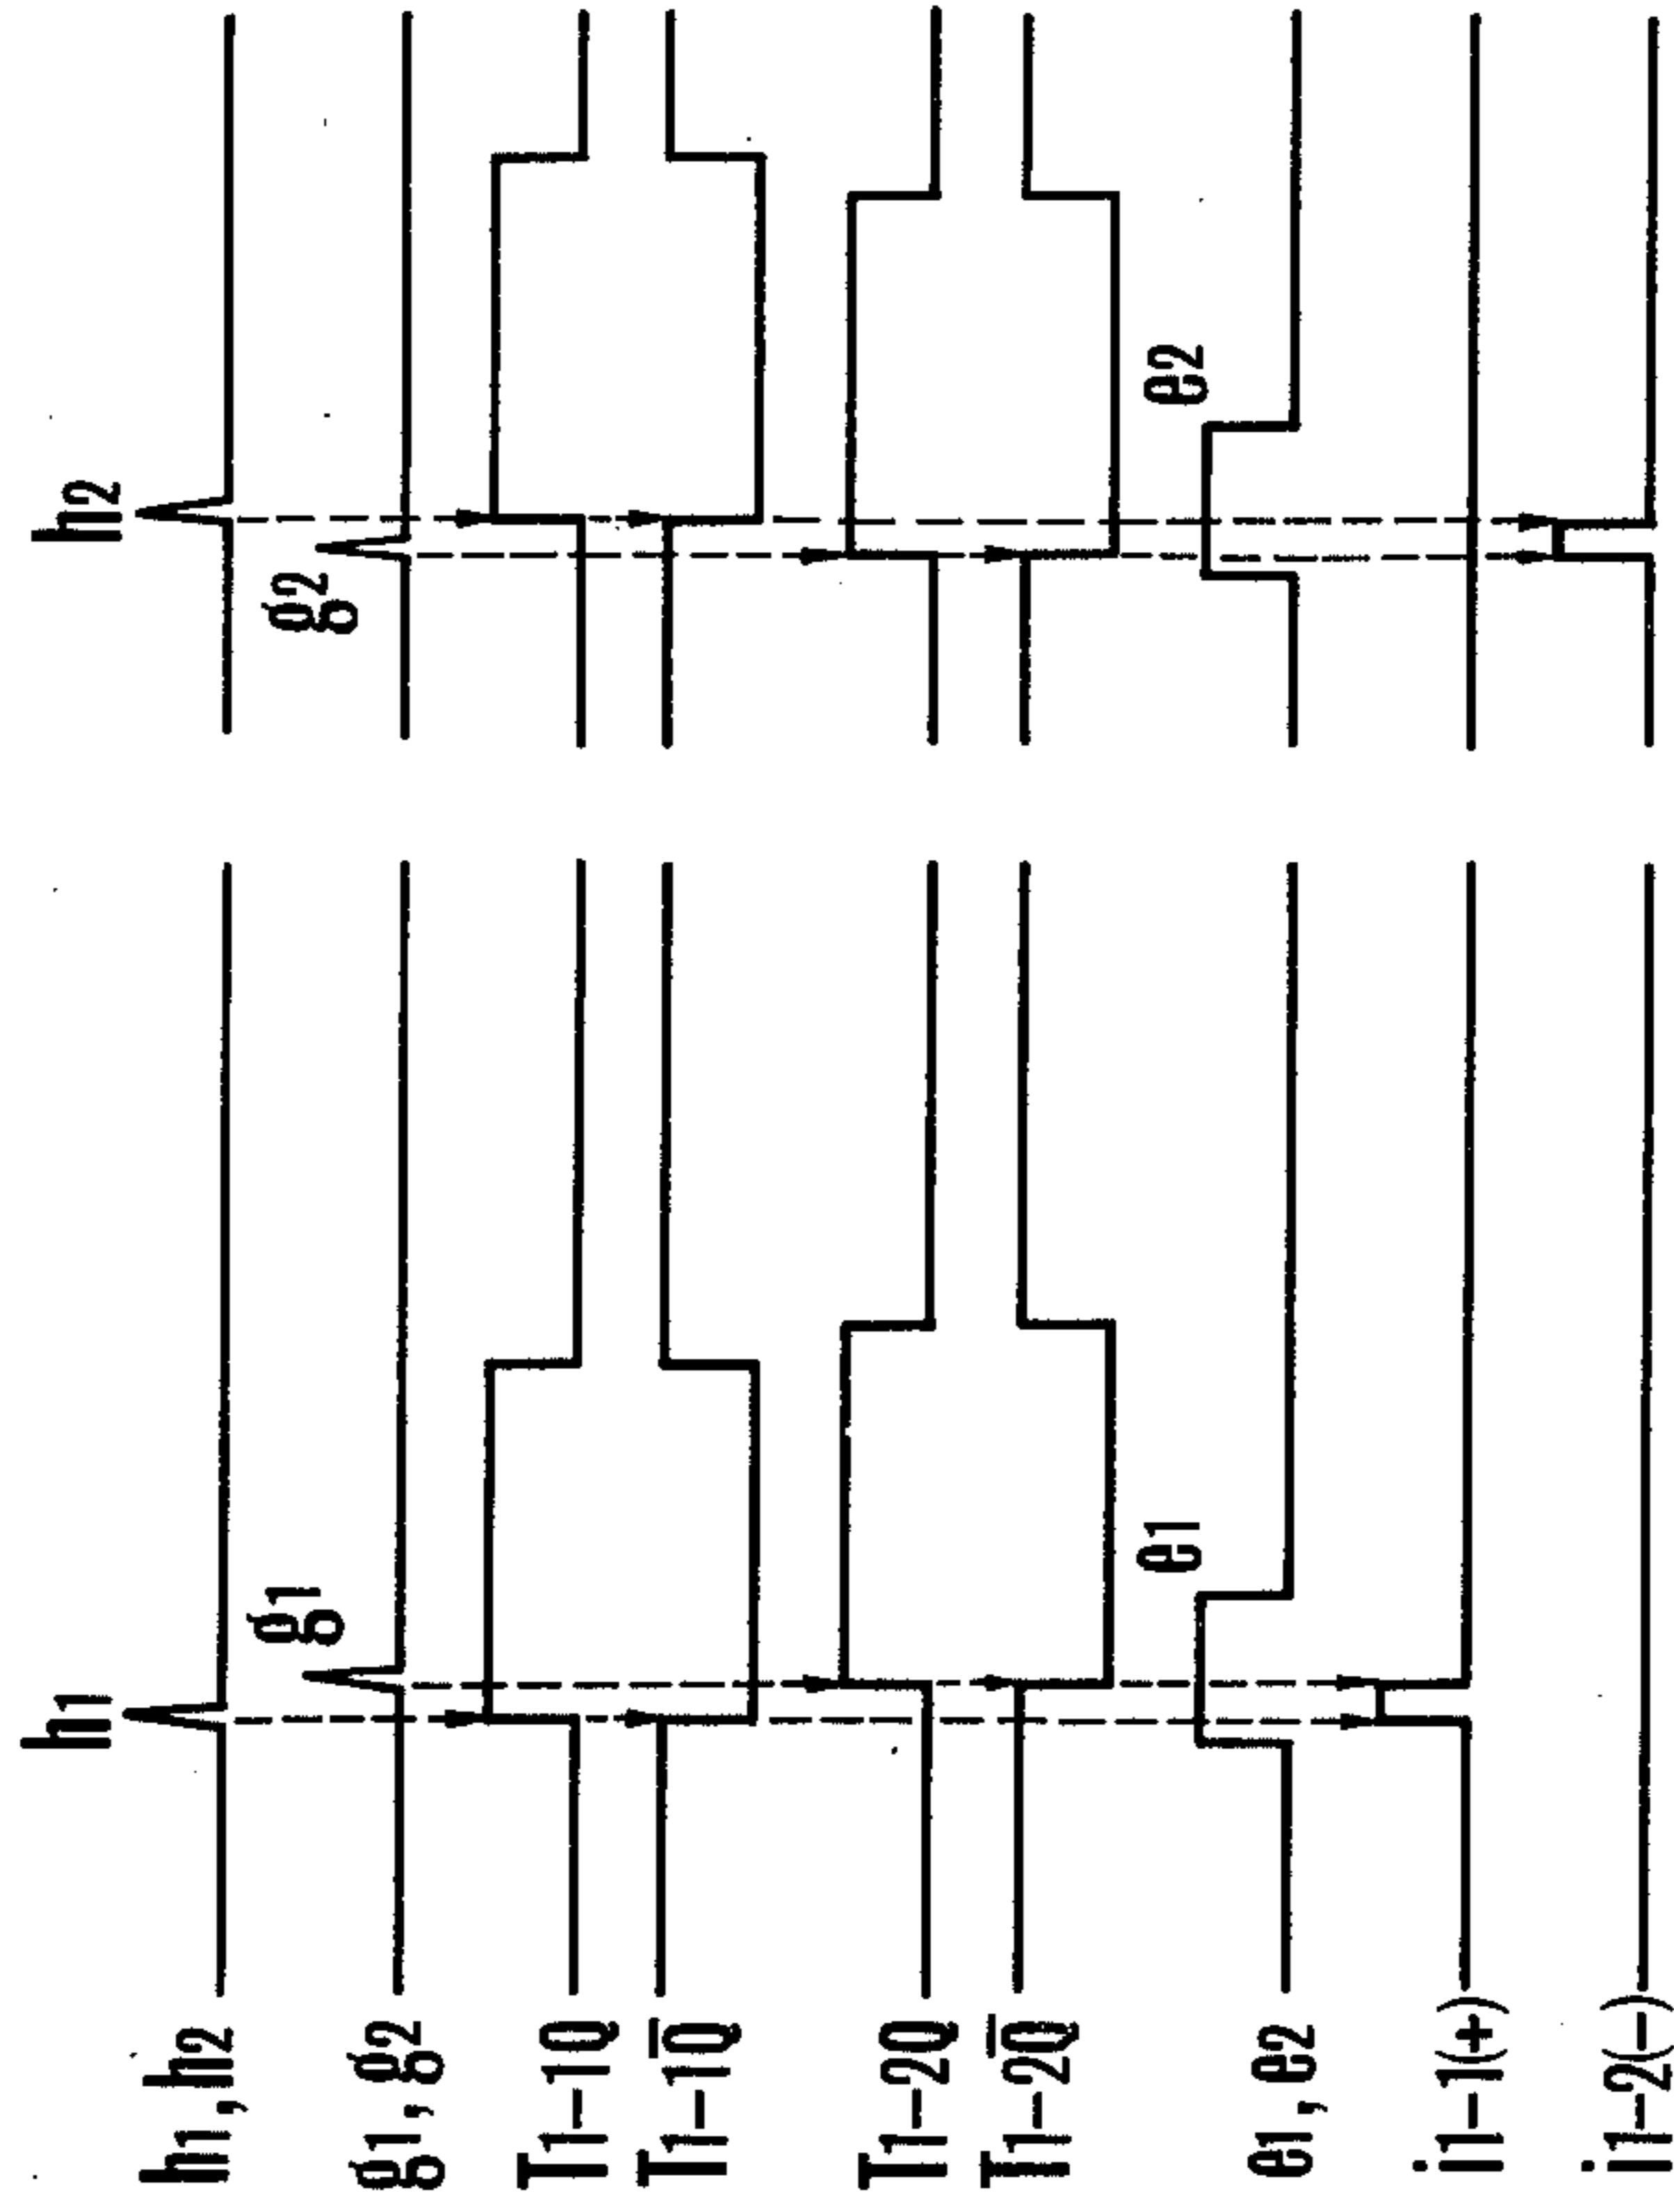 h1 g1 h2 g2
h1,h2
g1,g2
T1-1Q
T1-1Q̅
T1-2Q
T1-2Q̅
e1 e2
e1,e2
i1-1(+)
i1-2(-)